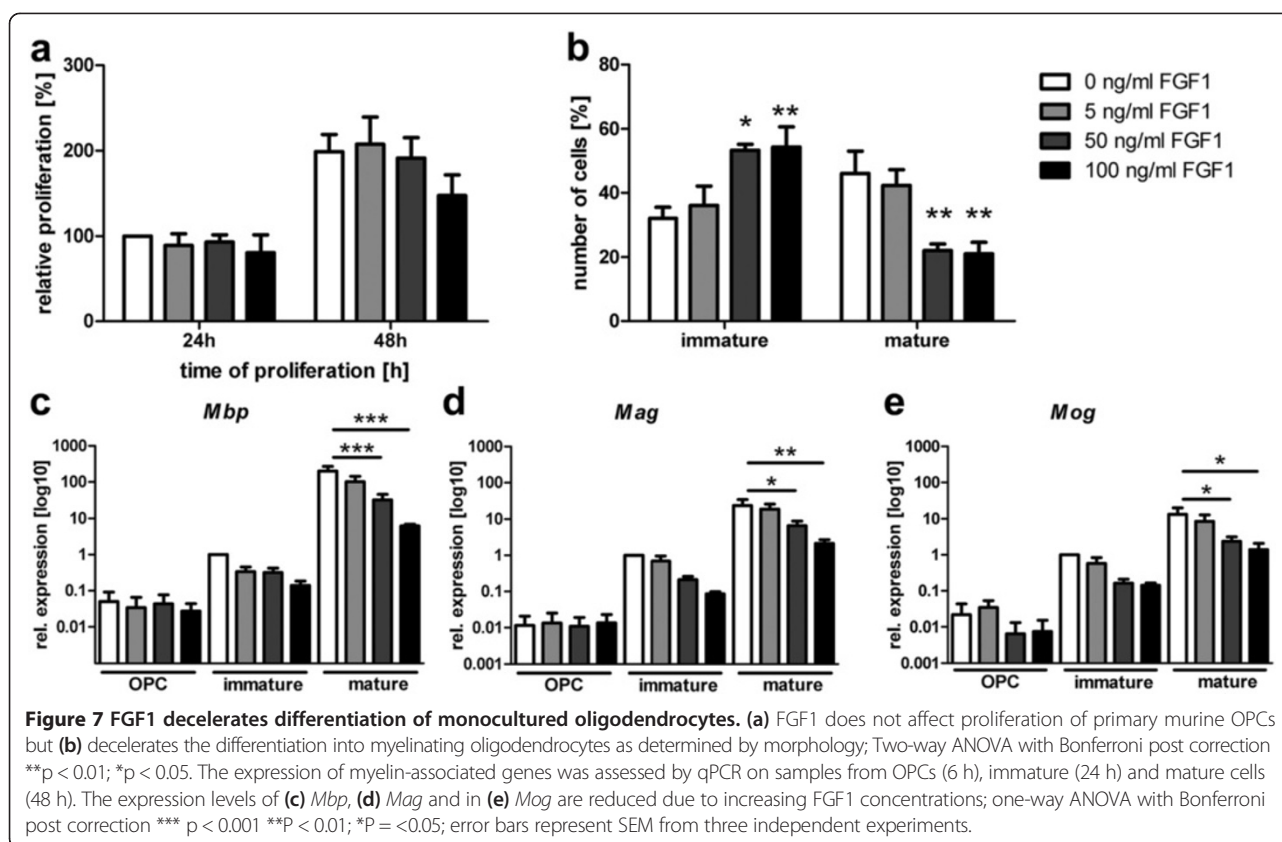 a
300
200
100
0
relative proliferation [%]
24h
48h
time of proliferation [h]
b
80
60
40
20
0
number of cells [%]
*
**
**
**
immature
mature
0 ng/ml FGF1
5 ng/ml FGF1
50 ng/ml FGF1
100 ng/ml FGF1
c
Mbp
1000
100
10
1
0.1
0.01
rel. expression [log10]
***
***
OPC
immature
mature
d
Mag
1000
100
10
1
0.1
0.01
0.001
rel. expression [log10]
**
*
OPC
immature
mature
e
Mog
1000
100
10
1
0.1
0.01
0.001
rel. expression [log10]
*
*
OPC
immature
mature
Figure 7 FGF1 decelerates differentiation of monocultured oligodendrocytes. (a) FGF1 does not affect proliferation of primary murine OPCs
but (b) decelerates the differentiation into myelinating oligodendrocytes as determined by morphology; Two-way ANOVA with Bonferroni post correction
**p < 0.01; *p < 0.05. The expression of myelin-associated genes was assessed by qPCR on samples from OPCs (6 h), immature (24 h) and mature cells
(48 h). The expression levels of (c) Mbp, (d) Mag and in (e) Mog are reduced due to increasing FGF1 concentrations; one-way ANOVA with Bonferroni
post correction *** p < 0.001 **P < 0.01; *P = <0.05; error bars represent SEM from three independent experiments.